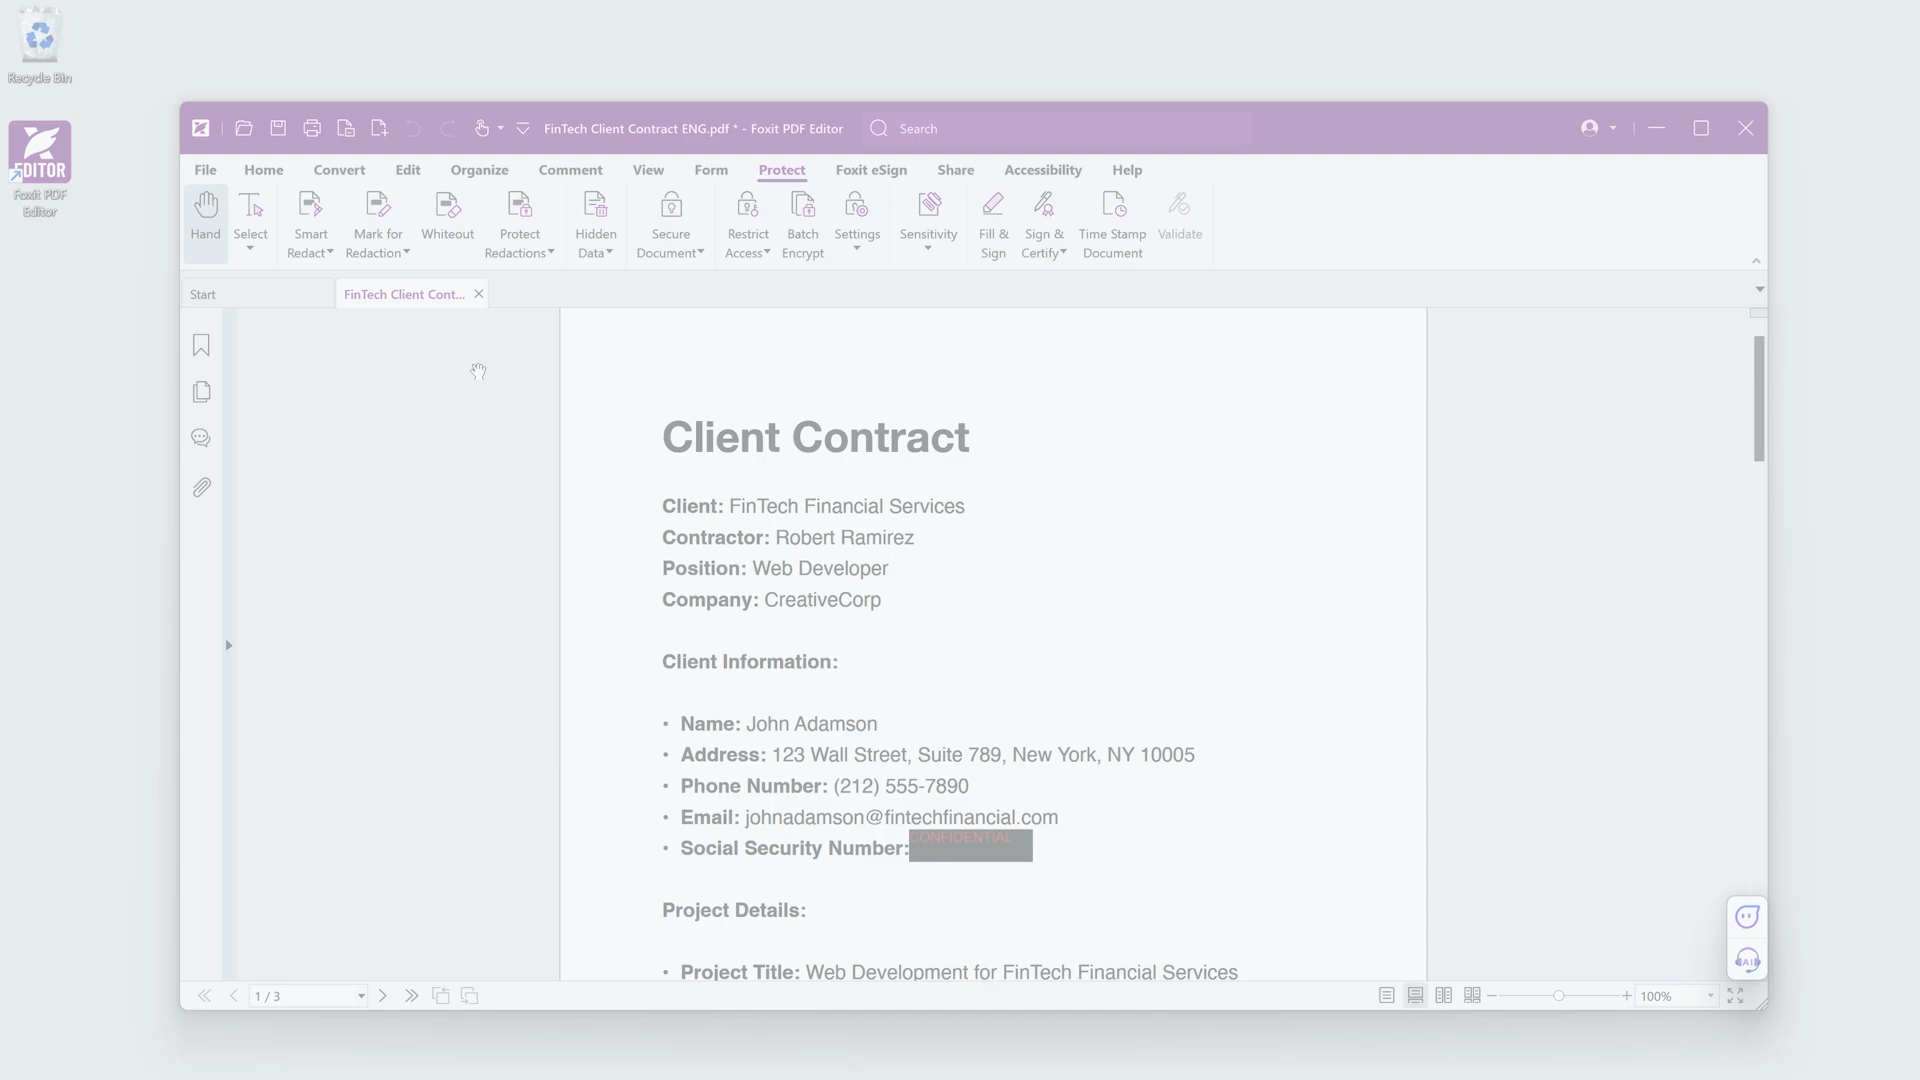 Recycle Bin
EDITOR
Foxit PDF
Editor
FinTech Client Contract ENG.pdf * - Foxit PDF Editor
Search
File Home Convert Edit Organize Comment View Form Protect Foxit eSign Share Accessibility Help
Hand
Select
Smart
Redact
Mark for
Redaction
Whiteout
Protect
Redactions
Hidden
Data
Secure
Document
Restrict
Access
Batch
Encrypt
Settings
Sensitivity
Fill &
Sign
Sign &
Certify
Time Stamp
Document
Validate
Start
FinTech Client Cont...
Client Contract
Client: FinTech Financial Services
Contractor: Robert Ramirez
Position: Web Developer
Company: CreativeCorp
Client Information:
• Name: John Adamson
• Address: 123 Wall Street, Suite 789, New York, NY 10005
• Phone Number: (212) 555-7890
• Email: johnadamson@fintechfinancial.com
• Social Security Number: CONFIDENTIAL
Project Details:
• Project Title: Web Development for FinTech Financial Services
AI
1 / 3
100%